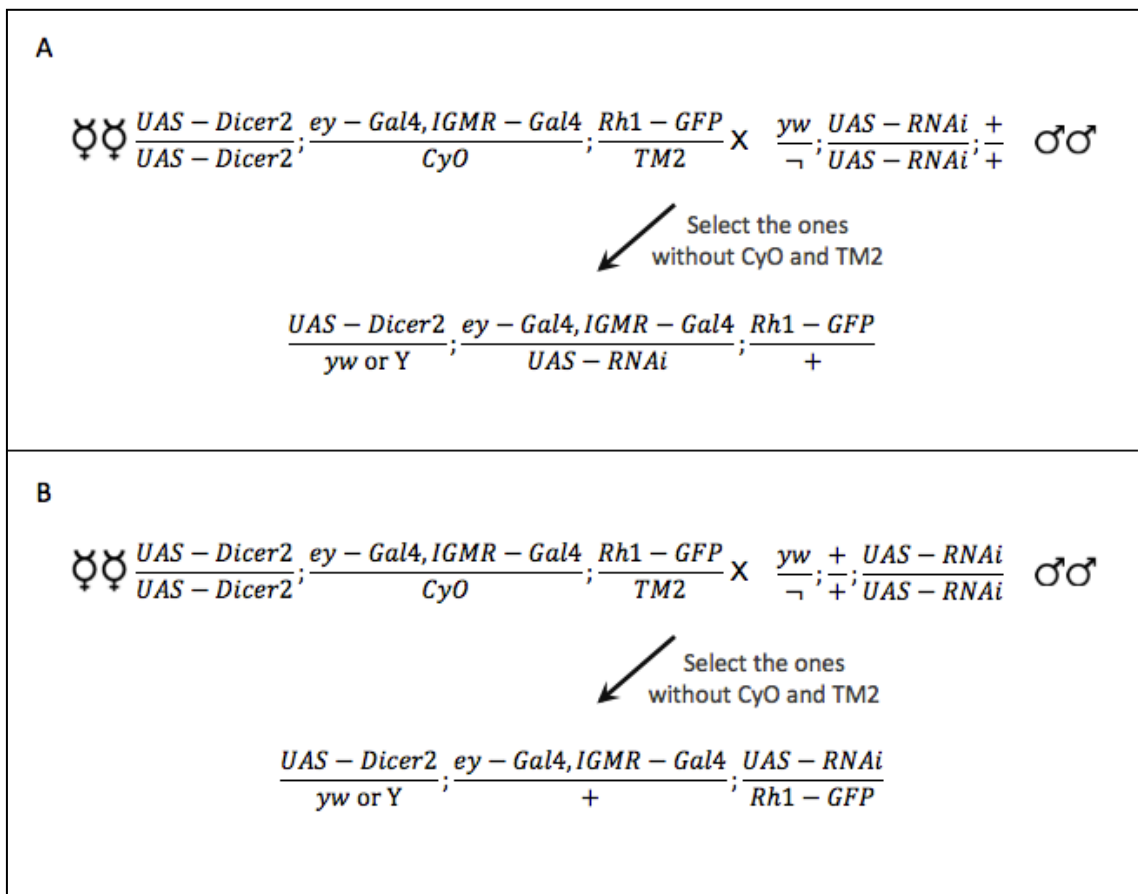 A
⚥⚥ UAS − Dicer2 / UAS − Dicer2 ; ey − Gal4, IGMR − Gal4 / CyO ; Rh1 − GFP / TM2 X yw / ¬ ; UAS − RNAi / UAS − RNAi ; + / + ♂♂
Select the ones
without CyO and TM2
UAS − Dicer2 / yw or Y ; ey − Gal4, IGMR − Gal4 / UAS − RNAi ; Rh1 − GFP / +
B
⚥⚥ UAS − Dicer2 / UAS − Dicer2 ; ey − Gal4, IGMR − Gal4 / CyO ; Rh1 − GFP / TM2 X yw / ¬ ; + / + ; UAS − RNAi / UAS − RNAi ♂♂
Select the ones
without CyO and TM2
UAS − Dicer2 / yw or Y ; ey − Gal4, IGMR − Gal4 / + ; UAS − RNAi / Rh1 − GFP